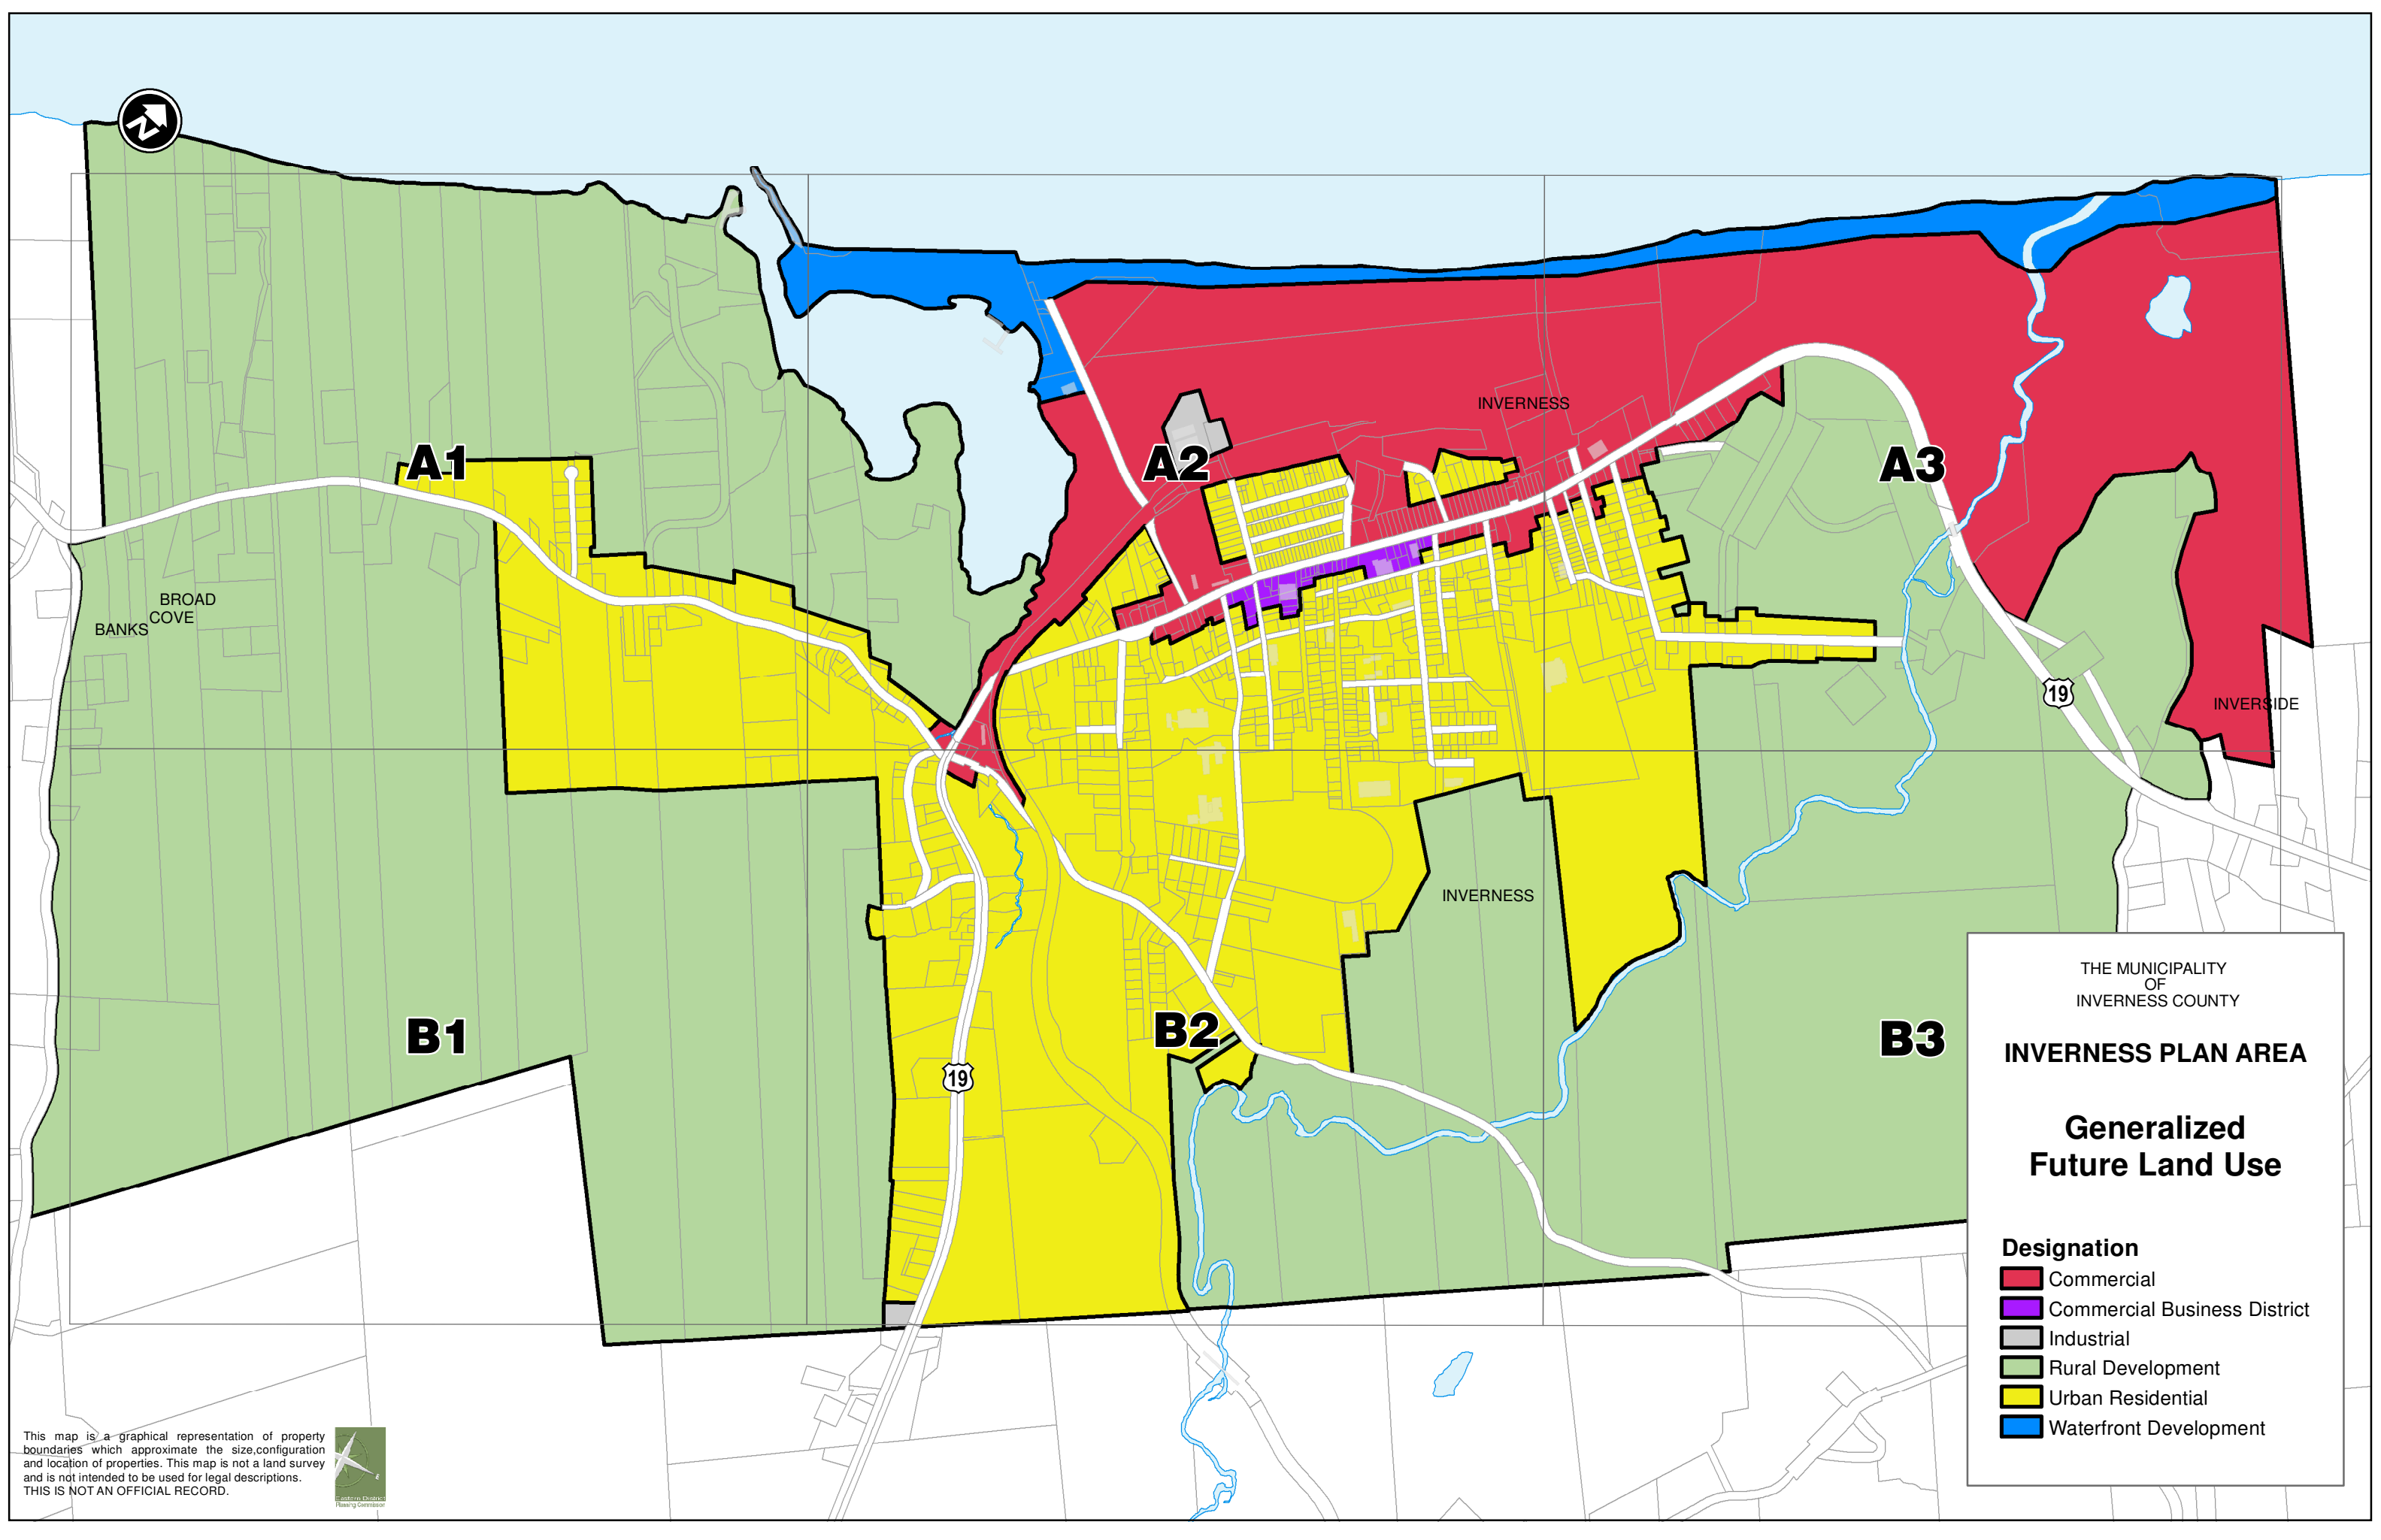 N
INVERNESS
A1
A2
A3
BROAD
COVE
BANKS
19
INVERSIDE
INVERNESS
B1
B2
B3
19
THE MUNICIPALITY
OF
INVERNESS COUNTY
INVERNESS PLAN AREA
Generalized
Future Land Use
Designation
Commercial
Commercial Business District
Industrial
Rural Development
Urban Residential
Waterfront Development
This map is a graphical representation of property
boundaries which approximate the size,configuration
and location of properties. This map is not a land survey
and is not intended to be used for legal descriptions.
THIS IS NOT AN OFFICIAL RECORD.
Eastern District
Planning Commission